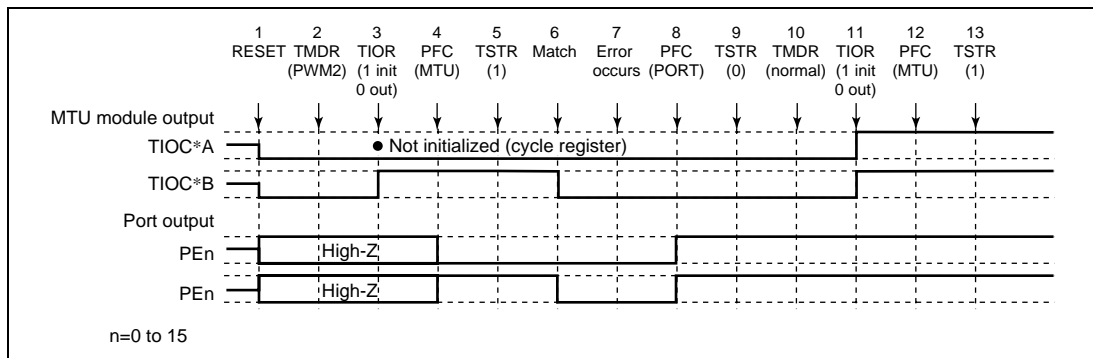 1 2 3 4 5 6 7 8 9 10 11 12 13
RESET TMDR TIOR PFC TSTR Match Error PFC TSTR TMDR TIOR PFC TSTR
(PWM2) (1 init (MTU) (1) occurs (PORT) (0) (normal) (1 init (MTU) (1)
0 out) 0 out)
MTU module output
TIOC*A
● Not initialized (cycle register)
TIOC*B
Port output
PEn High-Z
PEn High-Z
n=0 to 15